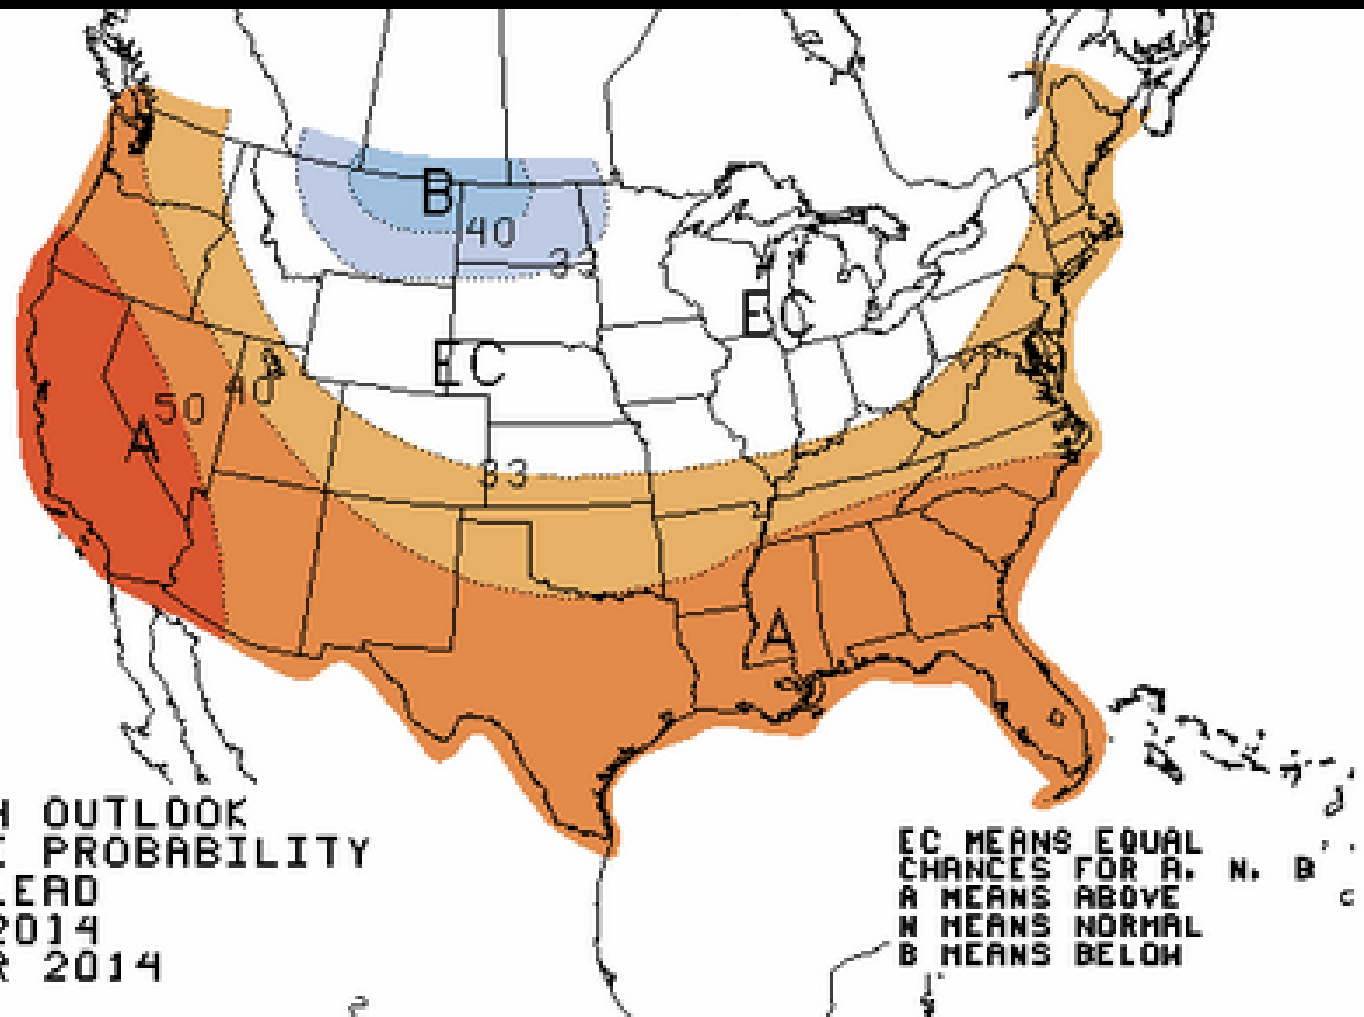 B
40
33
EC
EC
40
50
A
33
A
OUTLOOK
PROBABILITY
LEAD
2014
R 2014
EC MEANS EQUAL
CHANCES FOR A, N, B
A MEANS ABOVE
N MEANS NORMAL
B MEANS BELOW